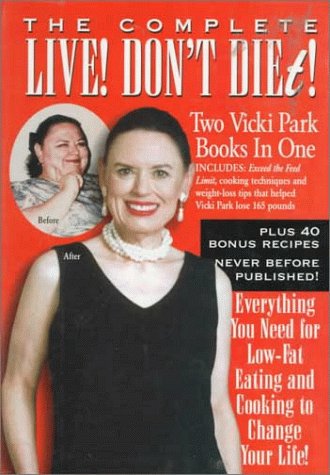 THE COMPLETE
LIVE! DON'T DIEt!
Two Vicki Park
Books In One
INCLUDES: Exceed the Feed
Limit, cooking techniques and
weight-loss tips that helped
Vicki Park lose 165 pounds
Before
After
PLUS 40
BONUS RECIPES
NEVER BEFORE
PUBLISHED!
Everything
You Need for
Low-Fat
Eating and
Cooking to
Change
Your Life!